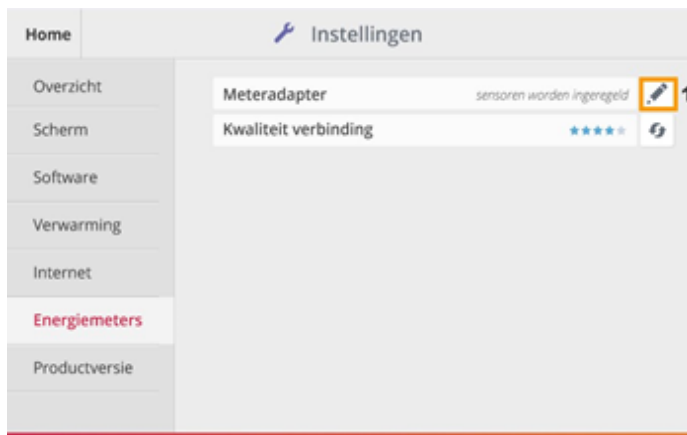 Home
Instellingen
Overzicht
Scherm
Software
Verwarming
Internet
Energiemeters
Productversie
Meteradapter sensoren worden ingeregeld
Kwaliteit verbinding